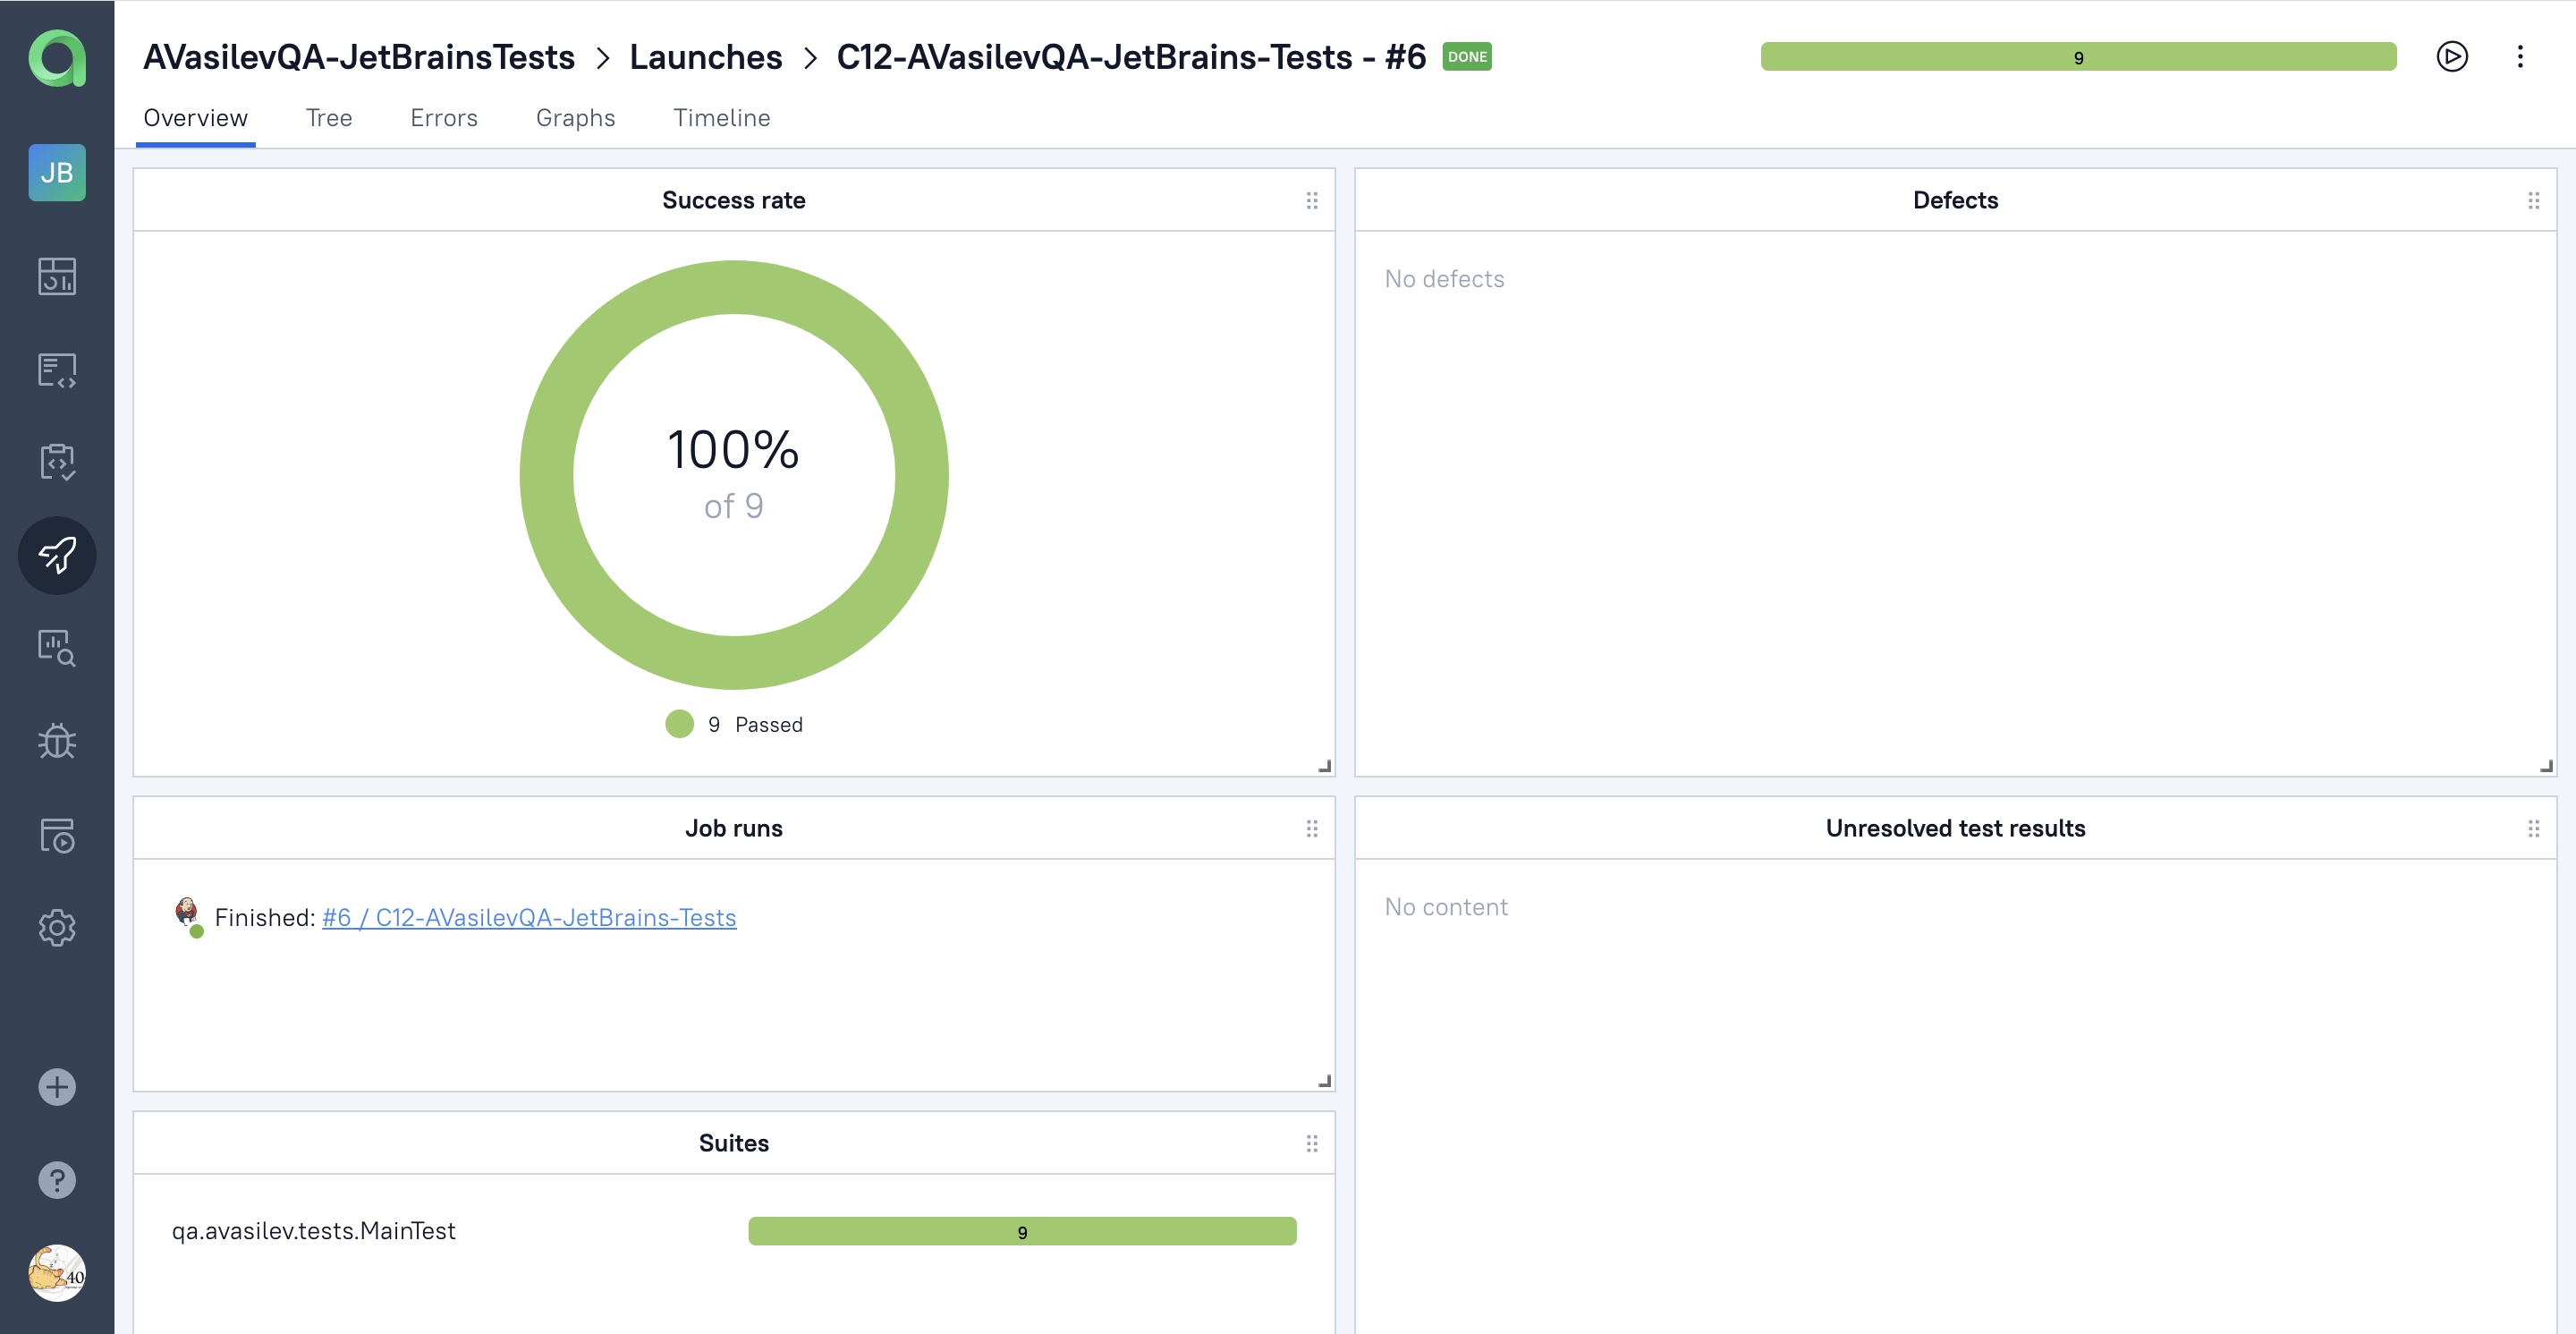 AVasilevQA-JetBrainsTests > Launches > C12-AVasilevQA-JetBrains-Tests - #6 DONE 9
JB
Overview Tree Errors Graphs Timeline
Success rate
100%
of 9
9 Passed
Defects
No defects
Job runs
Finished: #6 / C12-AVasilevQA-JetBrains-Tests
Unresolved test results
No content
Suites
qa.avasilev.tests.MainTest 9
?
40